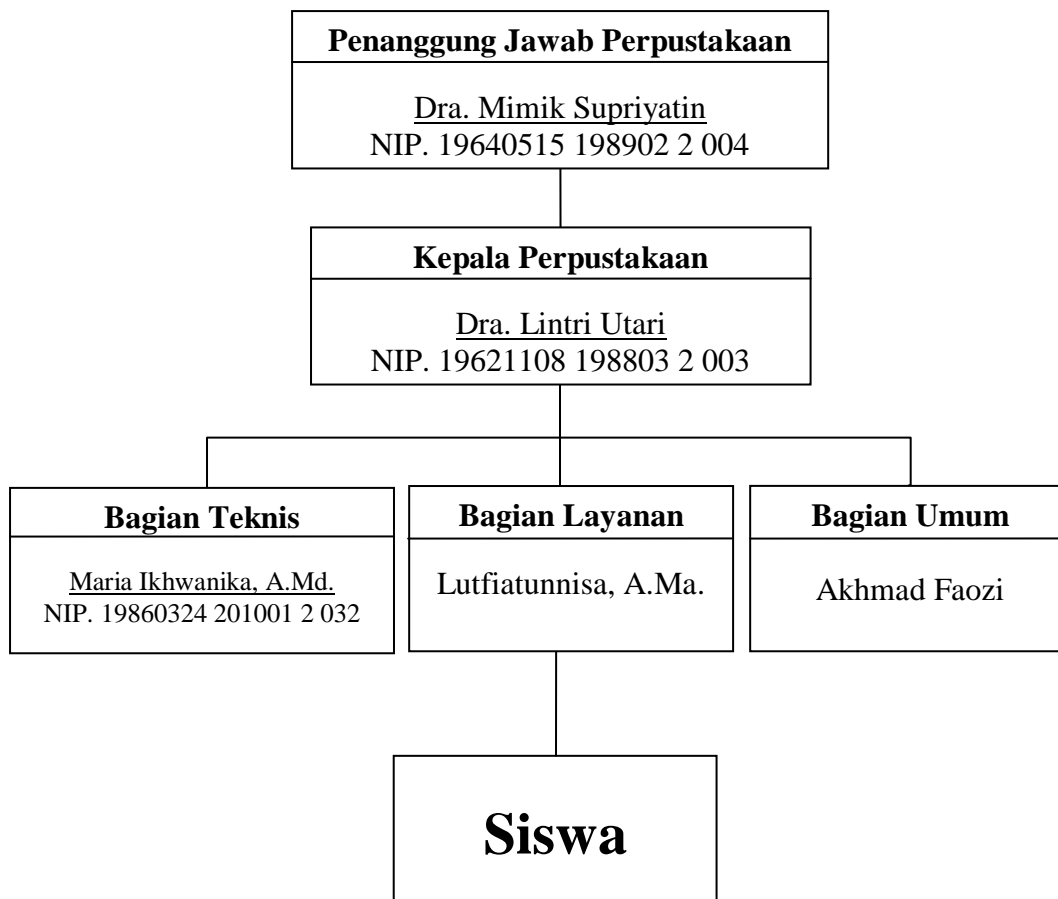 Penanggung Jawab Perpustakaan
Dra. Mimik Supriyatin
NIP. 19640515 198902 2 004
Kepala Perpustakaan
Dra. Lintri Utari
NIP. 19621108 198803 2 003
Bagian Teknis
Maria Ikhwanika, A.Md.
NIP. 19860324 201001 2 032
Bagian Layanan
Lutfiatunnisa, A.Ma.
Bagian Umum
Akhmad Faozi
Siswa